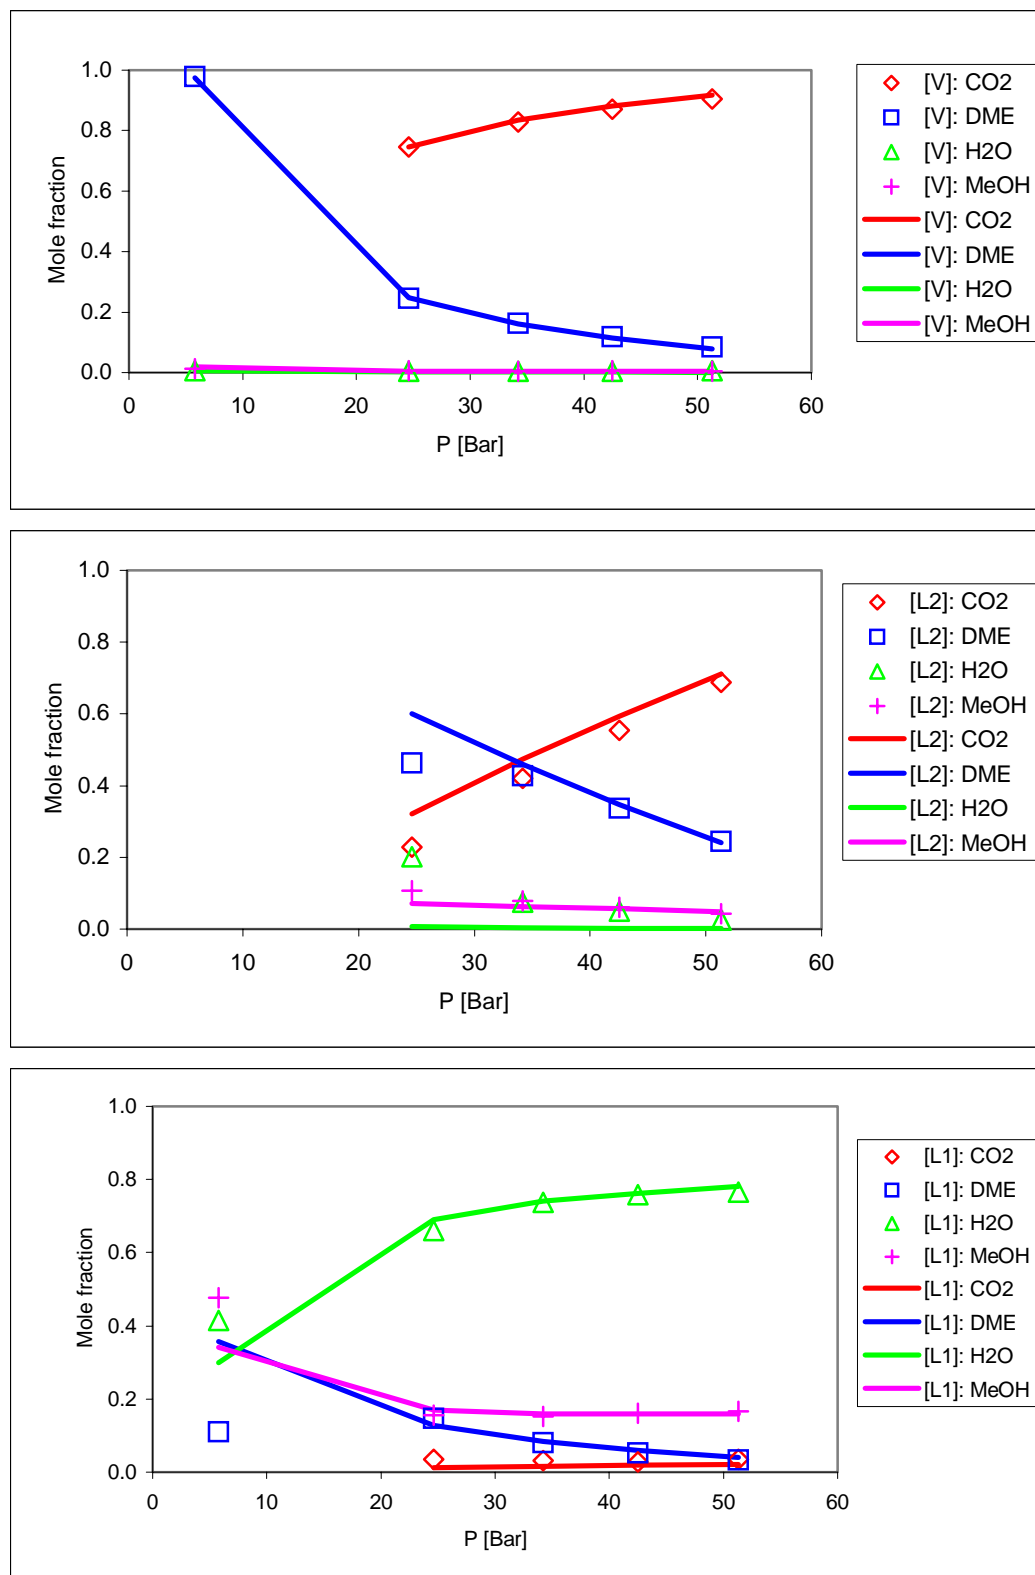 1.0
0.8
0.6
0.4
0.2
0.0
Mole fraction
0 10 20 30 40 50 60
P [Bar]
[V]: CO2
[V]: DME
[V]: H2O
[V]: MeOH
[V]: CO2
[V]: DME
[V]: H2O
[V]: MeOH
1.0
0.8
0.6
0.4
0.2
0.0
Mole fraction
0 10 20 30 40 50 60
P [Bar]
[L2]: CO2
[L2]: DME
[L2]: H2O
[L2]: MeOH
[L2]: CO2
[L2]: DME
[L2]: H2O
[L2]: MeOH
1.0
0.8
0.6
0.4
0.2
0.0
Mole fraction
0 10 20 30 40 50 60
P [Bar]
[L1]: CO2
[L1]: DME
[L1]: H2O
[L1]: MeOH
[L1]: CO2
[L1]: DME
[L1]: H2O
[L1]: MeOH